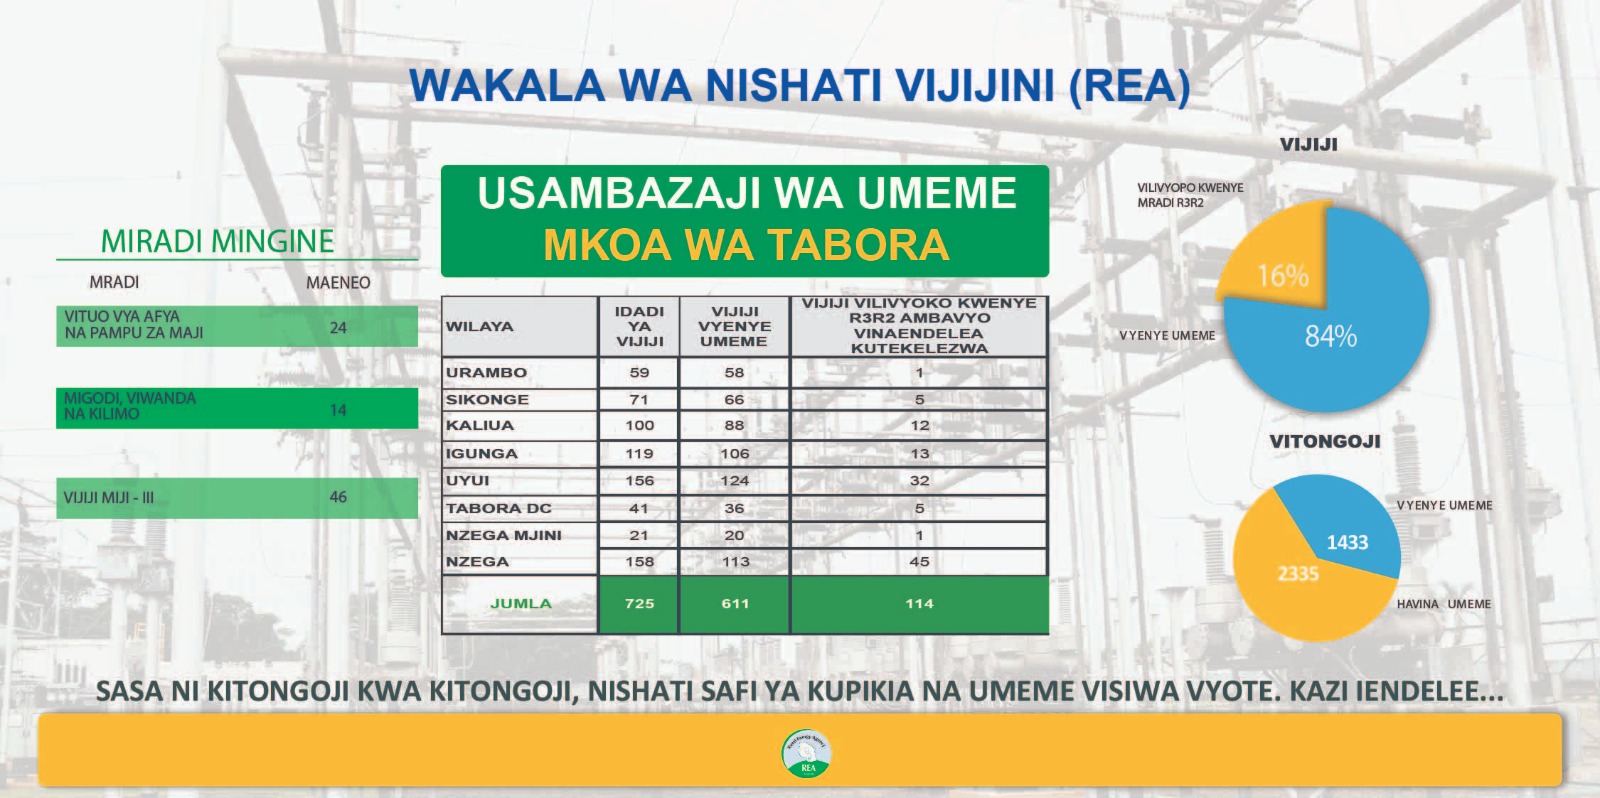 WAKALA WA NISHATI VIJIJINI (REA)
USAMBAZAJI WA UMEME
MKOA WA TABORA
MIRADI MINGINE
MRADI MAENEO
VITUO VYA AFYA
NA PAMPU ZA MAJI 24
MIGODI, VIWANDA
NA KILIMO 14
VIJIJI MIJI - III 46
WILAYA
IDADI
YA
VIJIJI
VIJIJI
VYENYE
UMEME
VIJIJI VILIVYOKO KWENYE
R3R2 AMBAVYO
VINAENDELEA
KUTEKELEZWA
URAMBO 59 58 1
SIKONGE 71 66 5
KALIUA 100 88 12
IGUNGA 119 106 13
UYUI 156 124 32
TABORA DC 41 36 5
NZEGA MJINI 21 20 1
NZEGA 158 113 45
JUMLA 725 611 114
VIJIJI
VILIVYOPO KWENYE
MRADI R3R2
16%
VYENYE UMEME
84%
VITONGOJI
VYENYE UMEME
1433
2335
HAVINA UMEME
SASA NI KITONGOJI KWA KITONGOJI, NISHATI SAFI YA KUPIKIA NA UMEME VISIWA VYOTE. KAZI IENDELEE...
REA